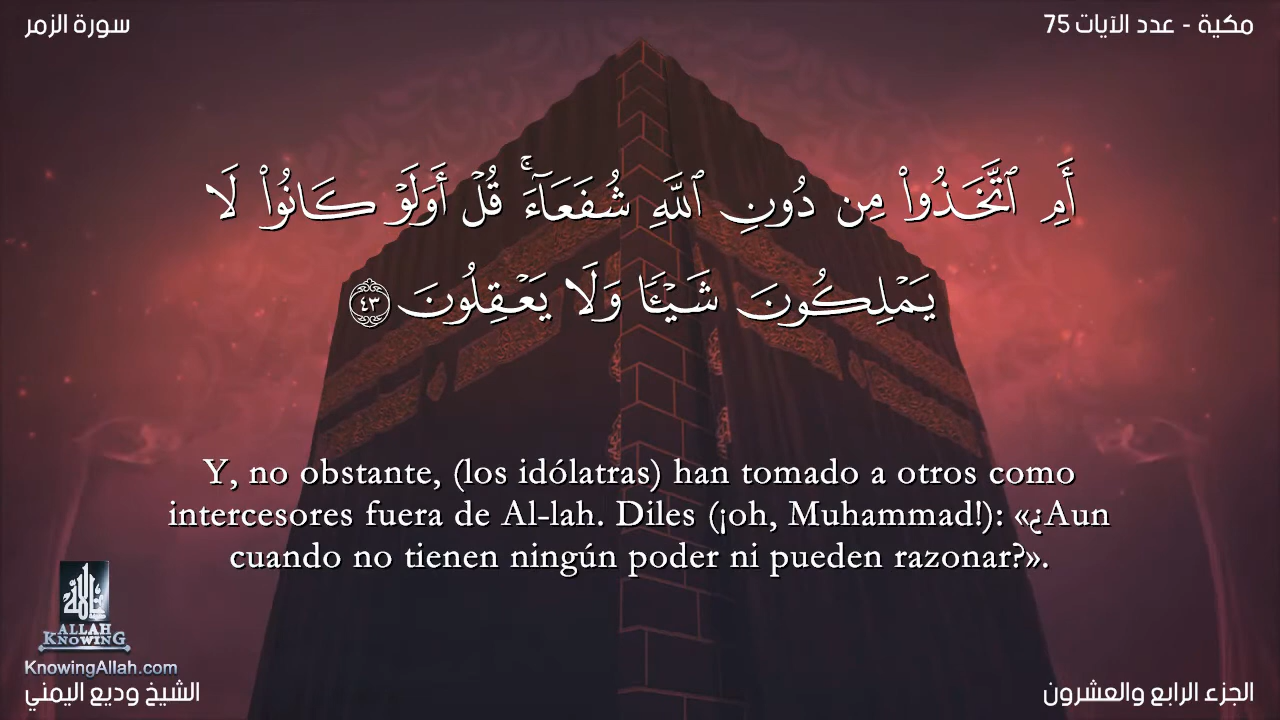 سورة الزمر
مكية - عدد الآيات 75
أَمِ ٱتَّخَذُوا۟ مِن دُونِ ٱللَّهِ شُفَعَآءَ ۚ قُلْ أَوَلَوْ كَانُوا۟ لَا
يَمْلِكُونَ شَيْـًٔا وَلَا يَعْقِلُونَ ٤٣
Y, no obstante, (los idólatras) han tomado a otros como
intercesores fuera de Al-lah. Diles (¡oh, Muhammad!): «¿Aun
cuando no tienen ningún poder ni pueden razonar?».
الله
ALLAH
KNOWING
KnowingAllah.com
الشيخ وديع اليمني
الجزء الرابع والعشرون